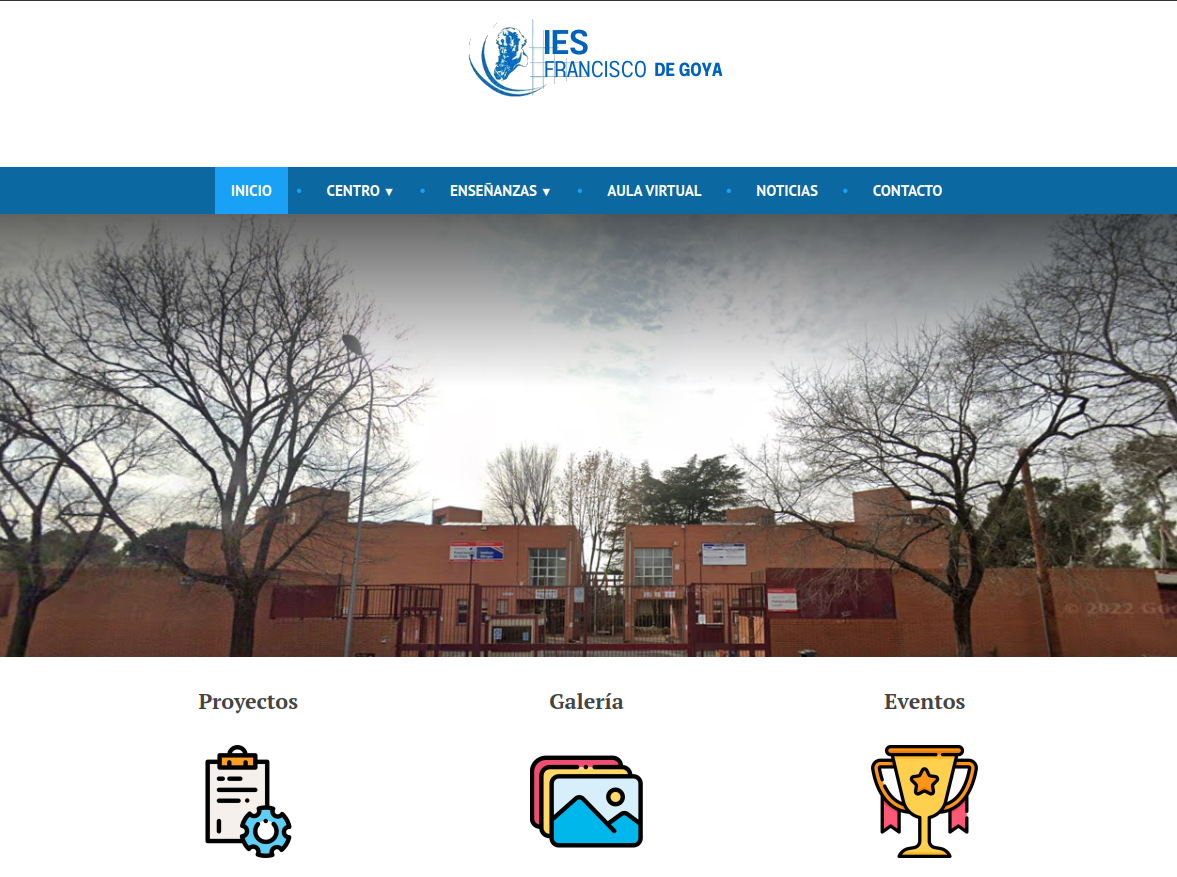 IES
FRANCISCO DE GOYA
INICIO • CENTRO ▼ • ENSEÑANZAS ▼ • AULA VIRTUAL • NOTICIAS • CONTACTO
© 2022 Goo
Proyectos Galería Eventos